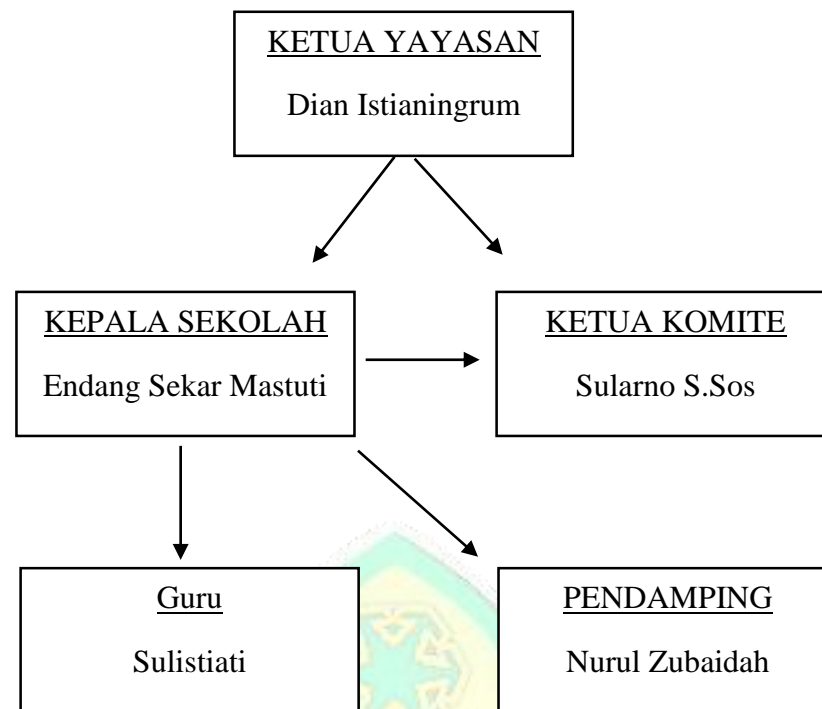 KETUA YAYASAN
Dian Istianingrum
KEPALA SEKOLAH
Endang Sekar Mastuti
KETUA KOMITE
Sularno S.Sos
Guru
Sulistiati
PENDAMPING
Nurul Zubaidah